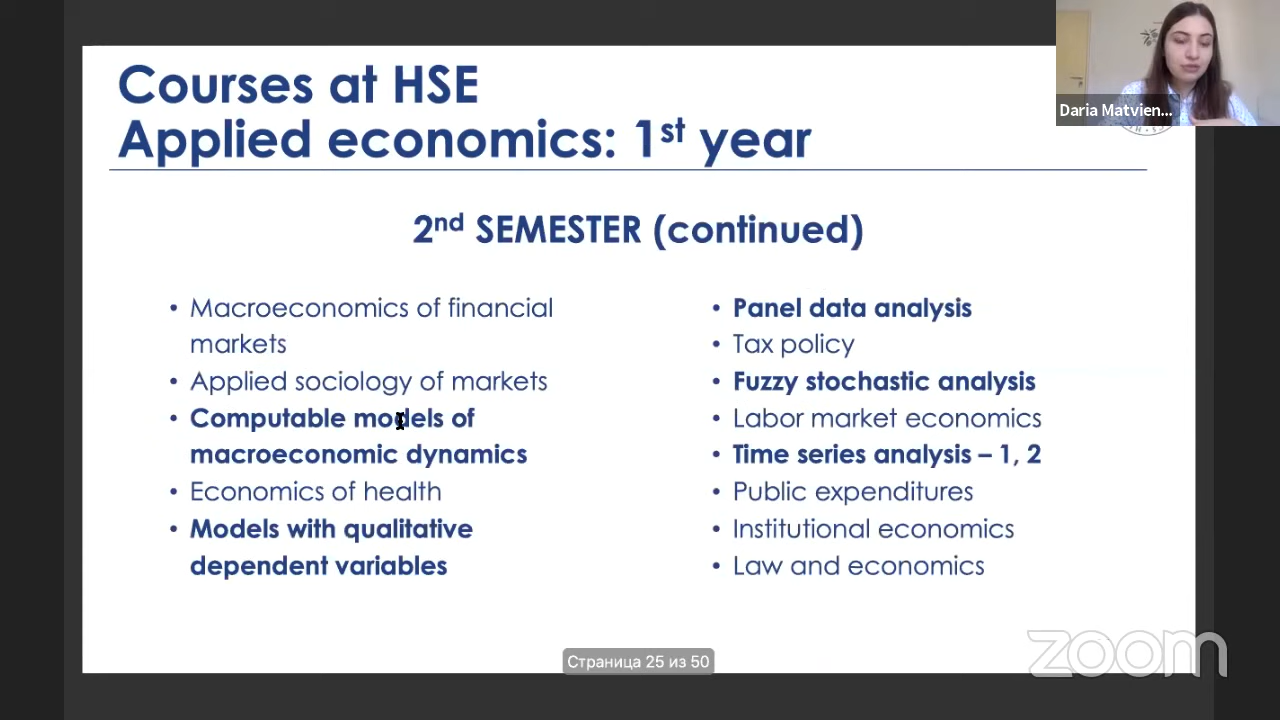 Courses at HSE
Applied economics: 1st year
2nd SEMESTER (continued)
• Macroeconomics of financial
markets
• Applied sociology of markets
• Computable models of
macroeconomic dynamics
• Economics of health
• Models with qualitative
dependent variables
• Panel data analysis
• Tax policy
• Fuzzy stochastic analysis
• Labor market economics
• Time series analysis – 1, 2
• Public expenditures
• Institutional economics
• Law and economics
Страница 25 из 50
Daria Matvien...
zoom